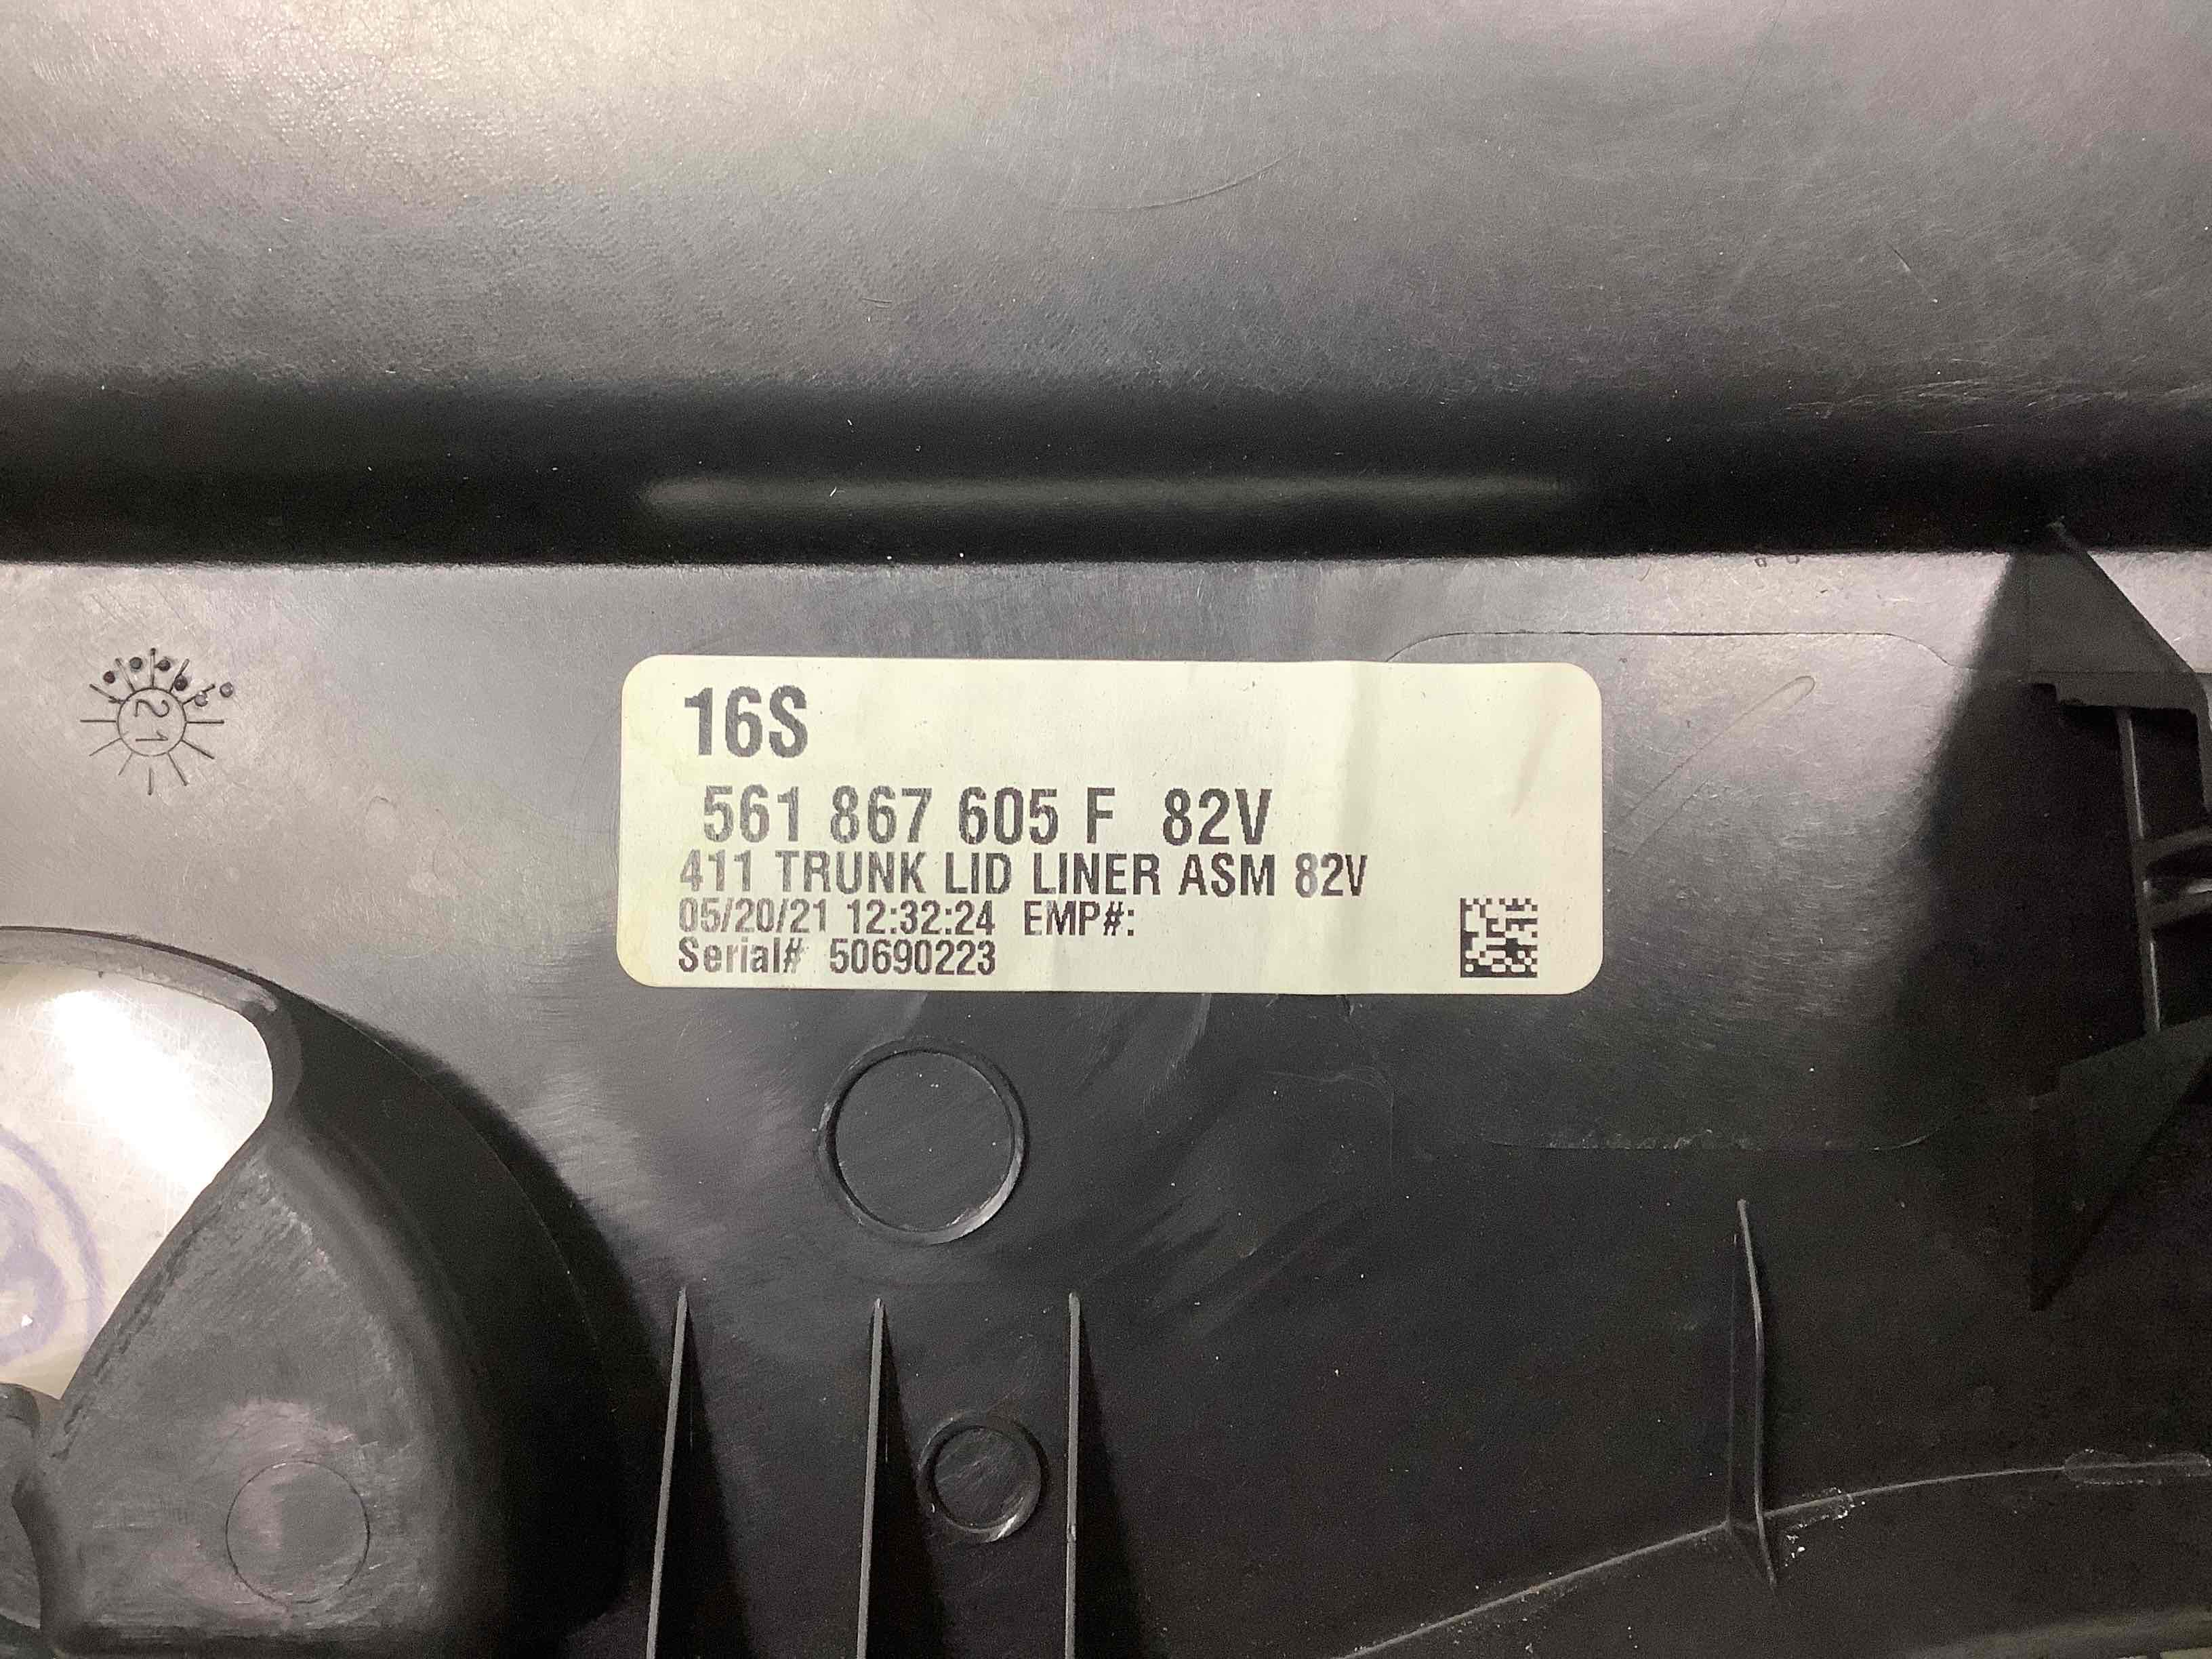 21
16S
561 867 605 F 82V
411 TRUNK LID LINER ASM 82V
05/20/21 12:32:24 EMP#:
Serial# 50690223